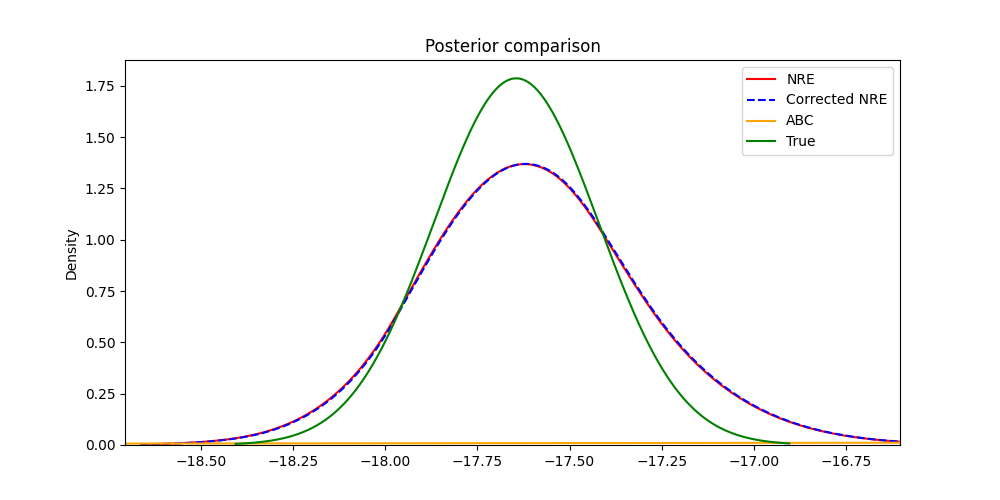 Posterior comparison
NRE
Corrected NRE
ABC
True
Density
1.75
1.50
1.25
1.00
0.75
0.50
0.25
0.00
−18.50 −18.25 −18.00 −17.75 −17.50 −17.25 −17.00 −16.75